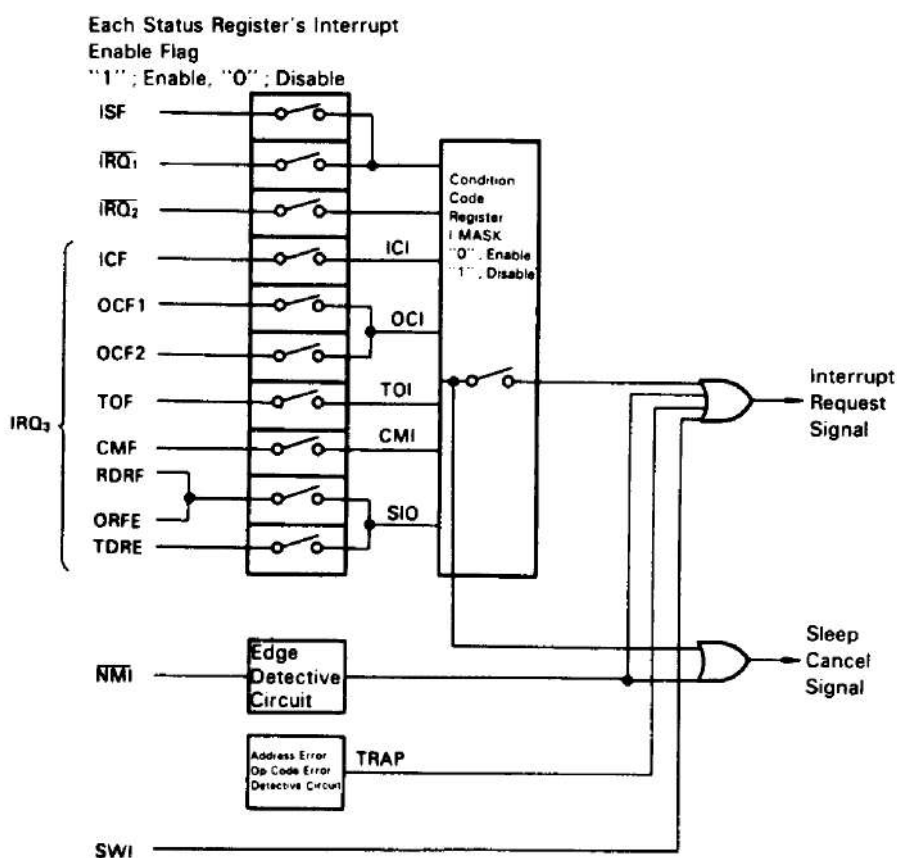 Each Status Register's Interrupt
Enable Flag
"1" ; Enable, "0" ; Disable
ISF
IRQ₁
IRQ₂
ICF
OCF1
OCF2
TOF
CMF
RDRF
ORFE
TDRE
IRQ₃
ICI
OCI
TOI
CMI
SIO
Condition
Code
Register
I MASK
"0" , Enable
"1" , Disable
Interrupt
Request
Signal
NMI
Edge
Detective
Circuit
Sleep
Cancel
Signal
Address Error
Op Code Error
Detective Circuit
TRAP
SWI